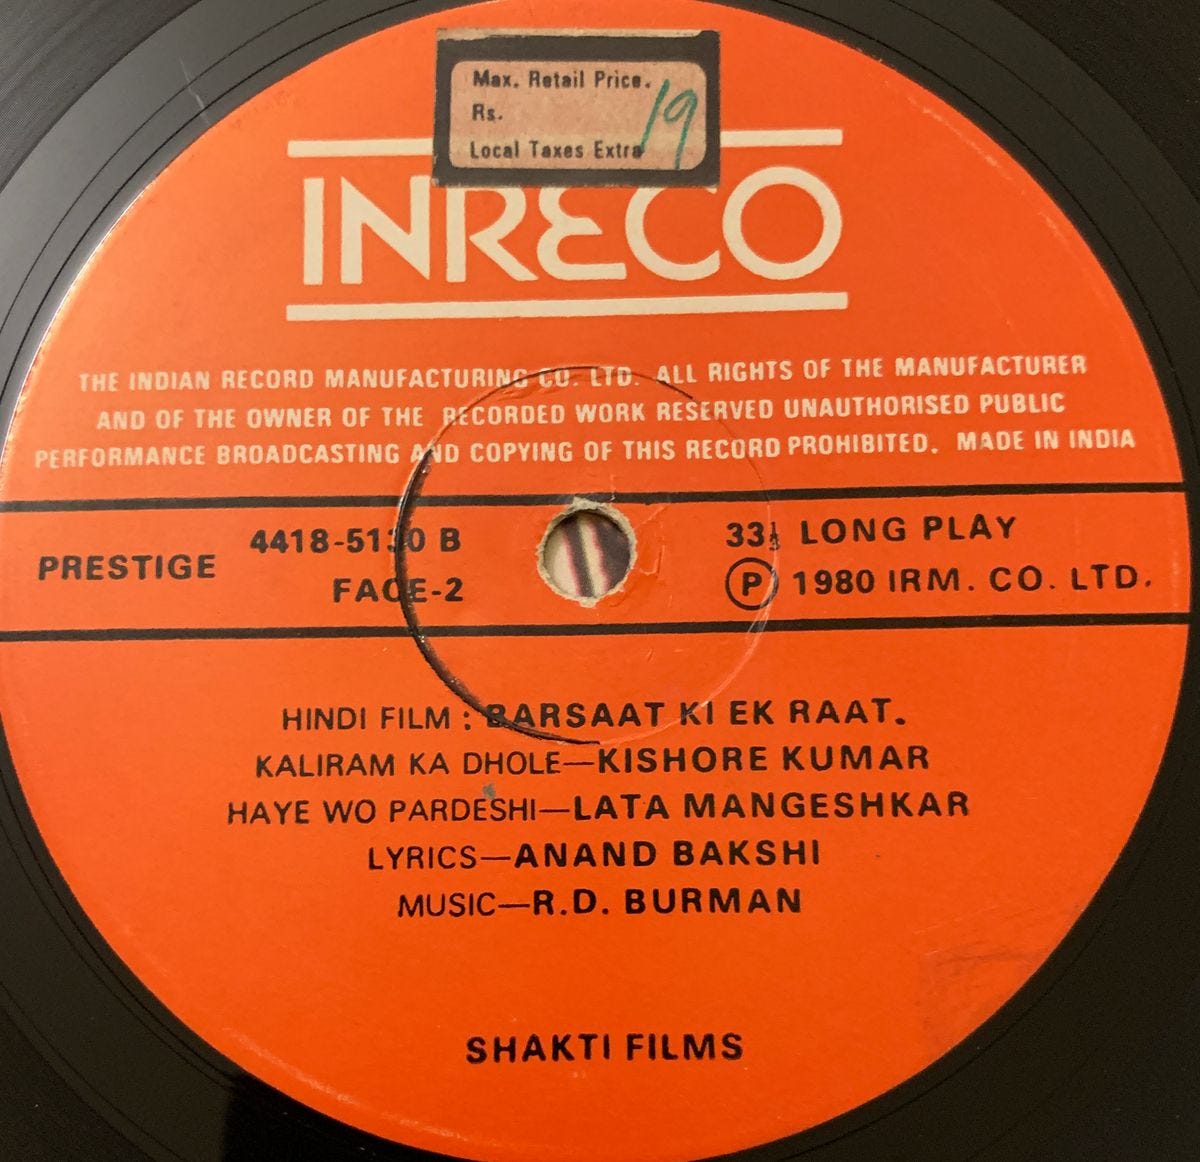 Max. Retail Price.
Rs. 19
Local Taxes Extra
INRECO
THE INDIAN RECORD MANUFACTURING CO. LTD. ALL RIGHTS OF THE MANUFACTURER
AND OF THE OWNER OF THE RECORDED WORK RESERVED UNAUTHORISED PUBLIC
PERFORMANCE BROADCASTING AND COPYING OF THIS RECORD PROHIBITED. MADE IN INDIA
PRESTIGE
4418-5130 B
FACE-2
33⅓ LONG PLAY
Ⓟ 1980 IRM. CO. LTD.
HINDI FILM : BARSAAT KI EK RAAT.
KALIRAM KA DHOLE—KISHORE KUMAR
HAYE WO PARDESHI—LATA MANGESHKAR
LYRICS—ANAND BAKSHI
MUSIC—R.D. BURMAN
SHAKTI FILMS